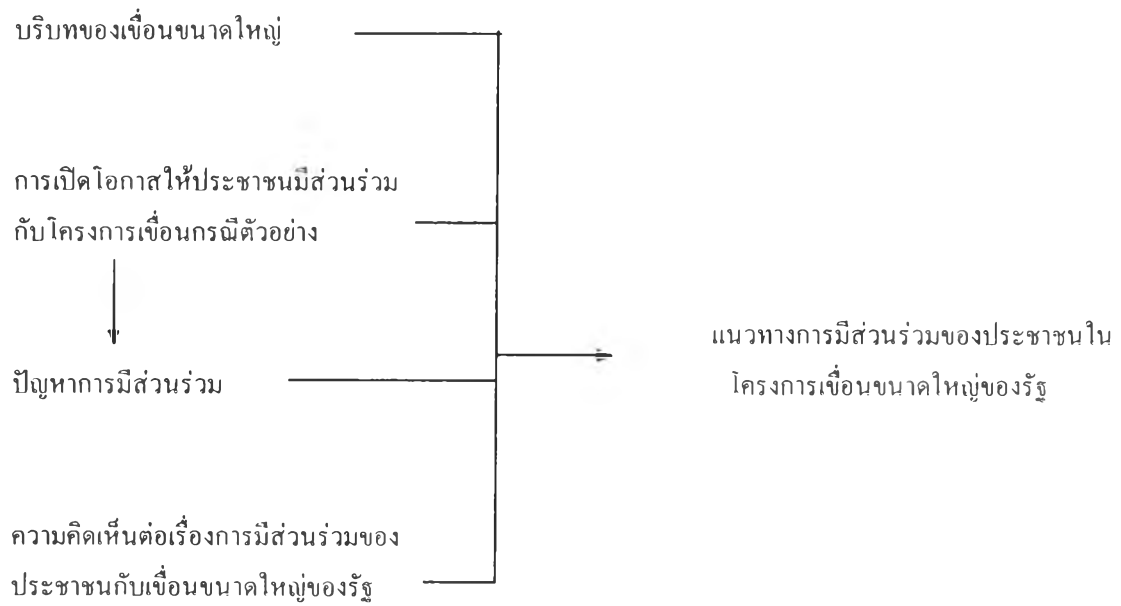 บริบทของเขื่อนขนาดใหญ่
การเปิดโอกาสให้ประชาชนมีส่วนร่วม
กับโครงการเขื่อนกรณีตัวอย่าง
ปัญหาการมีส่วนร่วม
แนวทางการมีส่วนร่วมของประชาชนใน
โครงการเขื่อนขนาดใหญ่ของรัฐ
ความคิดเห็นต่อเรื่องการมีส่วนร่วมของ
ประชาชนกับเขื่อนขนาดใหญ่ของรัฐ